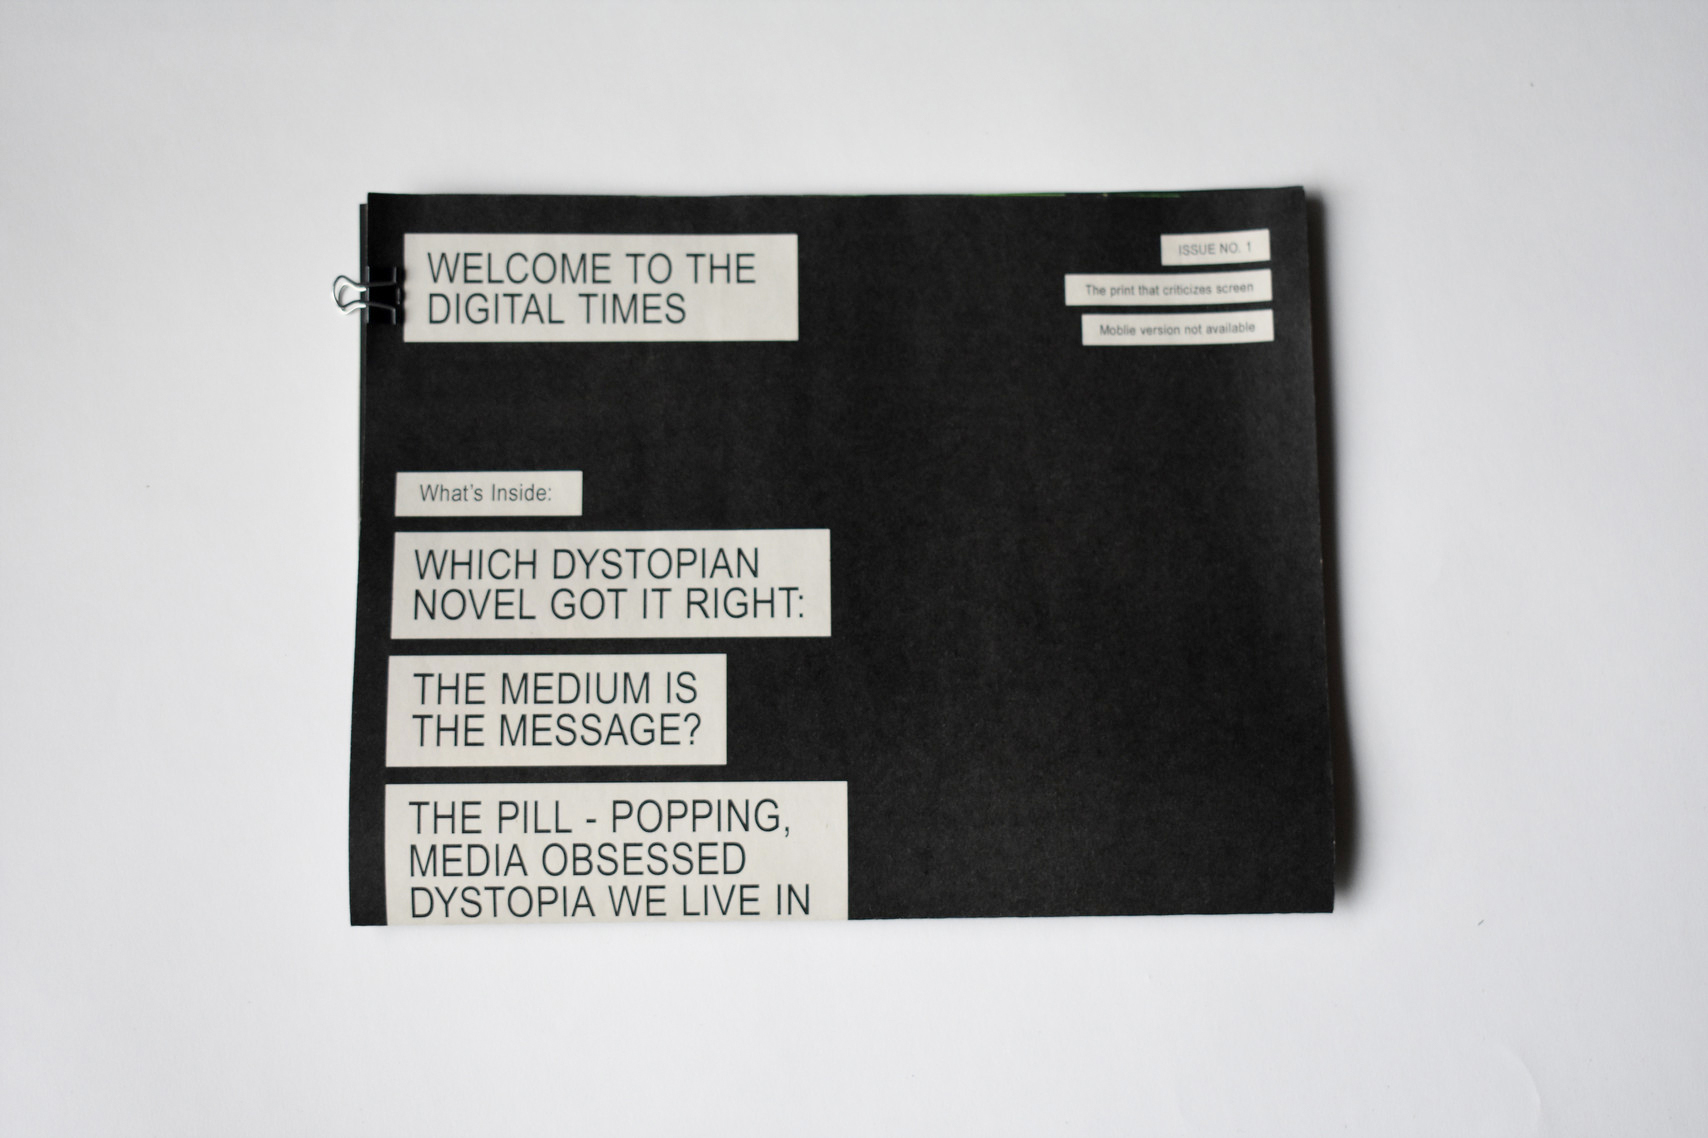 WELCOME TO THE
DIGITAL TIMES
ISSUE NO. 1
The print that criticizes screen
Moblie version not available
What's Inside:
WHICH DYSTOPIAN
NOVEL GOT IT RIGHT:
THE MEDIUM IS
THE MESSAGE?
THE PILL - POPPING,
MEDIA OBSESSED
DYSTOPIA WE LIVE IN